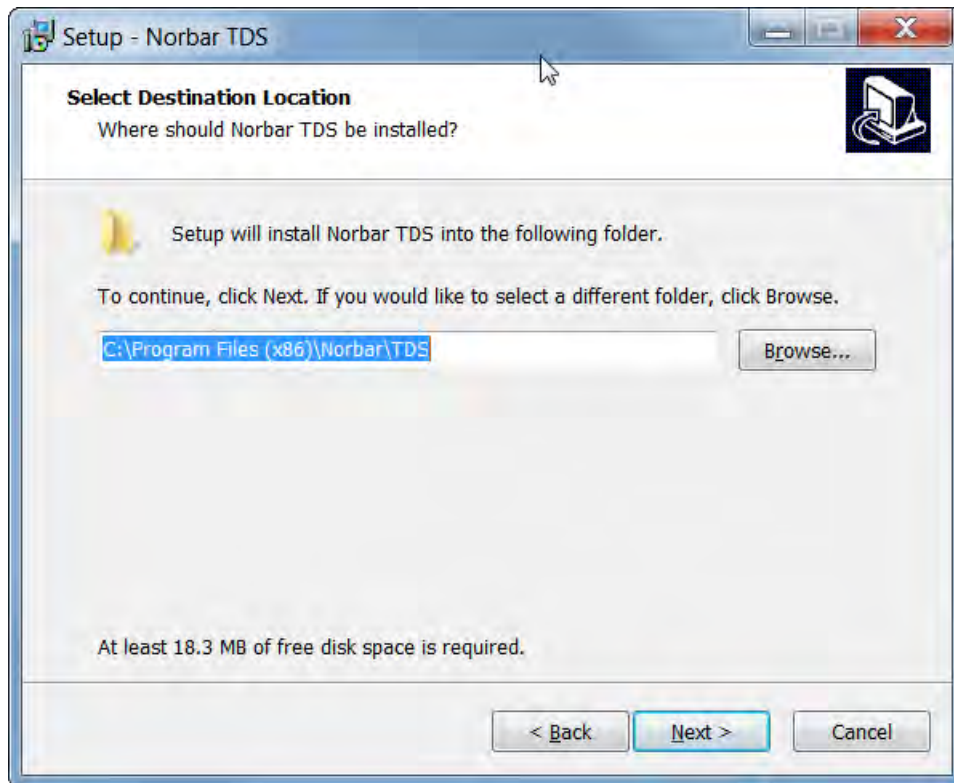 Setup - Norbar TDS
Select Destination Location
Where should Norbar TDS be installed?
Setup will install Norbar TDS into the following folder.
To continue, click Next. If you would like to select a different folder, click Browse.
C:\Program Files (x86)\Norbar\TDS
Browse...
At least 18.3 MB of free disk space is required.
< Back
Next >
Cancel